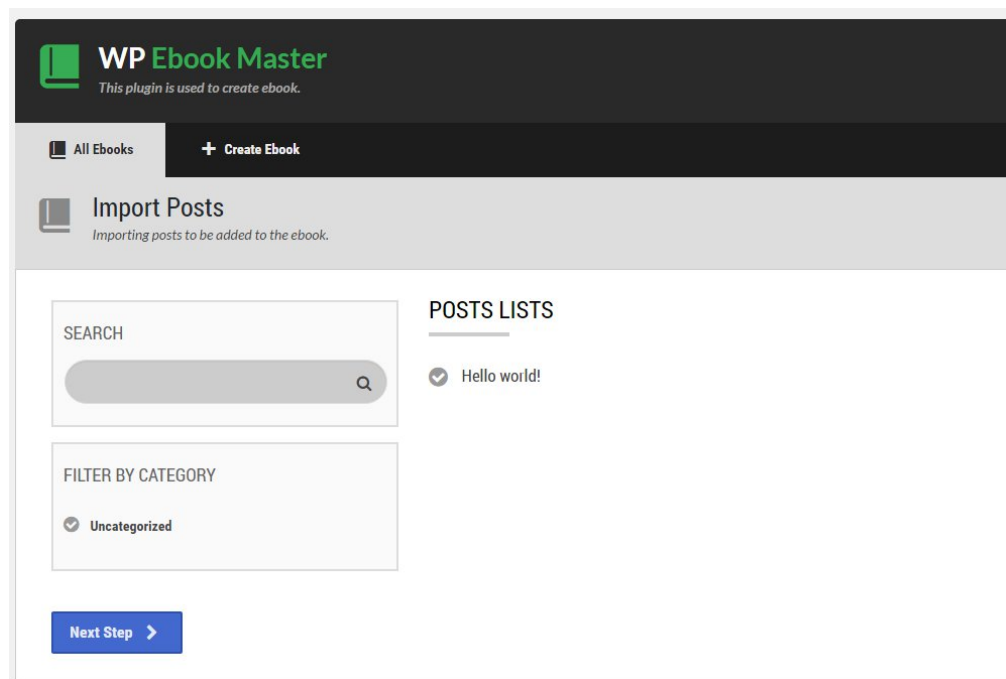 WP Ebook Master
This plugin is used to create ebook.
All Ebooks
Create Ebook
Import Posts
Importing posts to be added to the ebook.
SEARCH
FILTER BY CATEGORY
Uncategorized
Next Step
POSTS LISTS
Hello world!